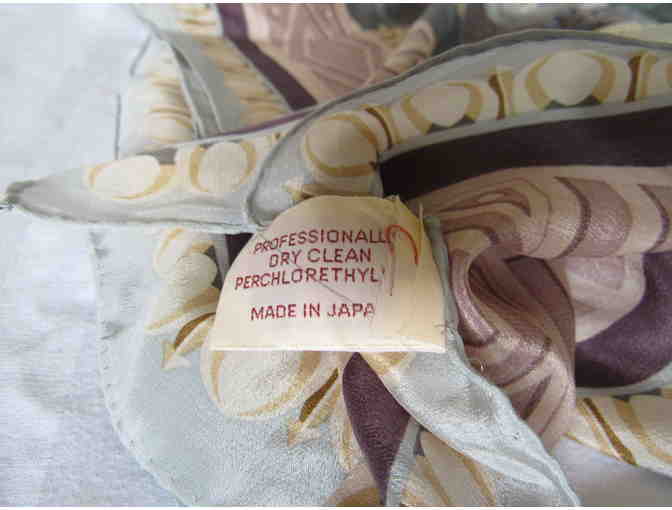 PROFESSIONALL
DRY CLEAN
PERCHLORETHYL
MADE IN JAPA